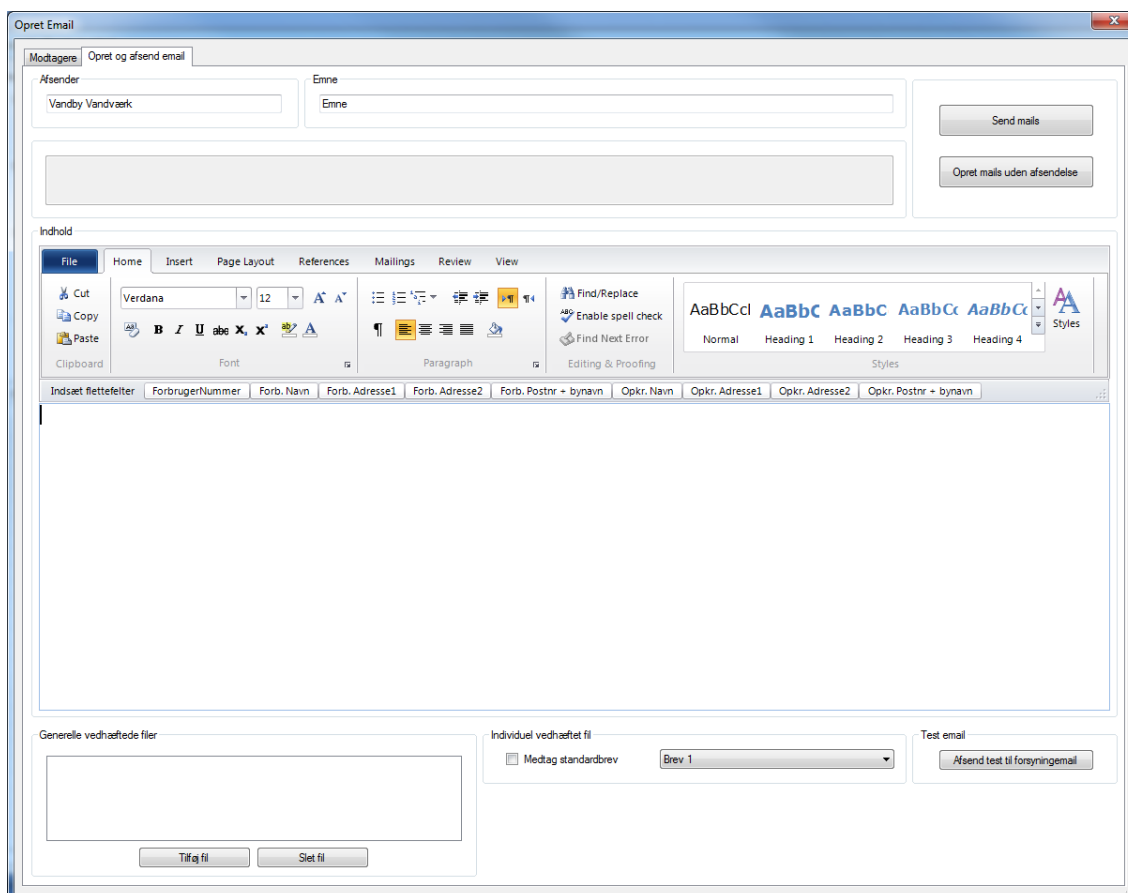 Opret Email
x
Modtagere Opret og afsend email
Afsender Emne
Vandby Vandværk Emne
Send mails
Opret mails uden afsendelse
Indhold
File Home Insert Page Layout References Mailings Review View
Cut Verdana 12 A A Find/Replace
Copy Enable spell check
Paste B I U abc X, X² ab A ¶ Find Next Error
AaBbCcI AaBbC AaBbC AaBbCc AaBbCc Styles
Normal Heading 1 Heading 2 Heading 3 Heading 4
Clipboard Font Paragraph Editing & Proofing Styles
Indsæt flettefelter ForbrugerNummer Forb. Navn Forb. Adresse1 Forb. Adresse2 Forb. Postnr + bynavn Opkr. Navn Opkr. Adresse1 Opkr. Adresse2 Opkr. Postnr + bynavn
Generelle vedhæftede filer Individuel vedhæftet fil Test email
Medtag standardbrev Brev 1 Afsend test til forsyningemail
Tilføj fil Slet fil